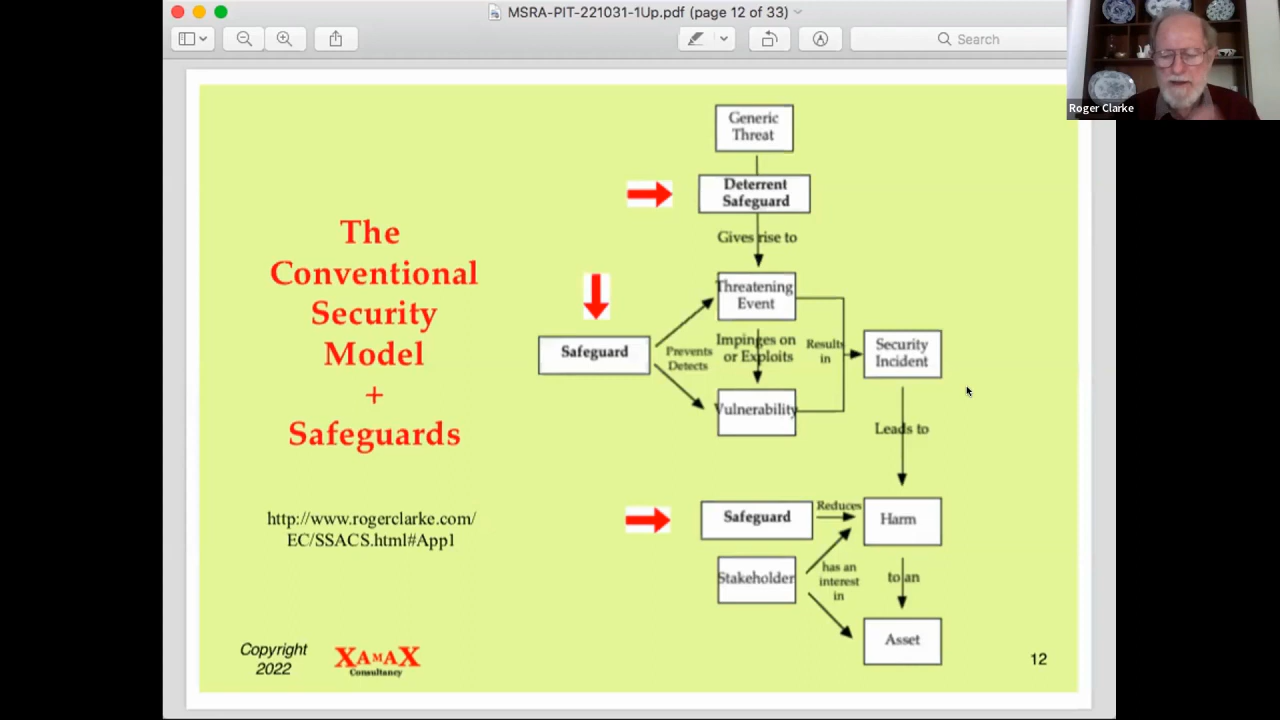 MSRA-PIT-221031-1Up.pdf (page 12 of 33)
Search
Roger Clarke
The
Conventional
Security
Model
+
Safeguards
http://www.rogerclarke.com/
EC/SSACS.html#App1
Generic
Threat
Deterrent
Safeguard
Gives rise to
Threatening
Event
Safeguard
Prevents
Detects
Impinges on
or Exploits
Results
in
Security
Incident
Vulnerability
Leads to
Safeguard
Reduces
Harm
Stakeholder
has an
interest
in
to an
Asset
Copyright
2022
XAMAX
Consultancy
12